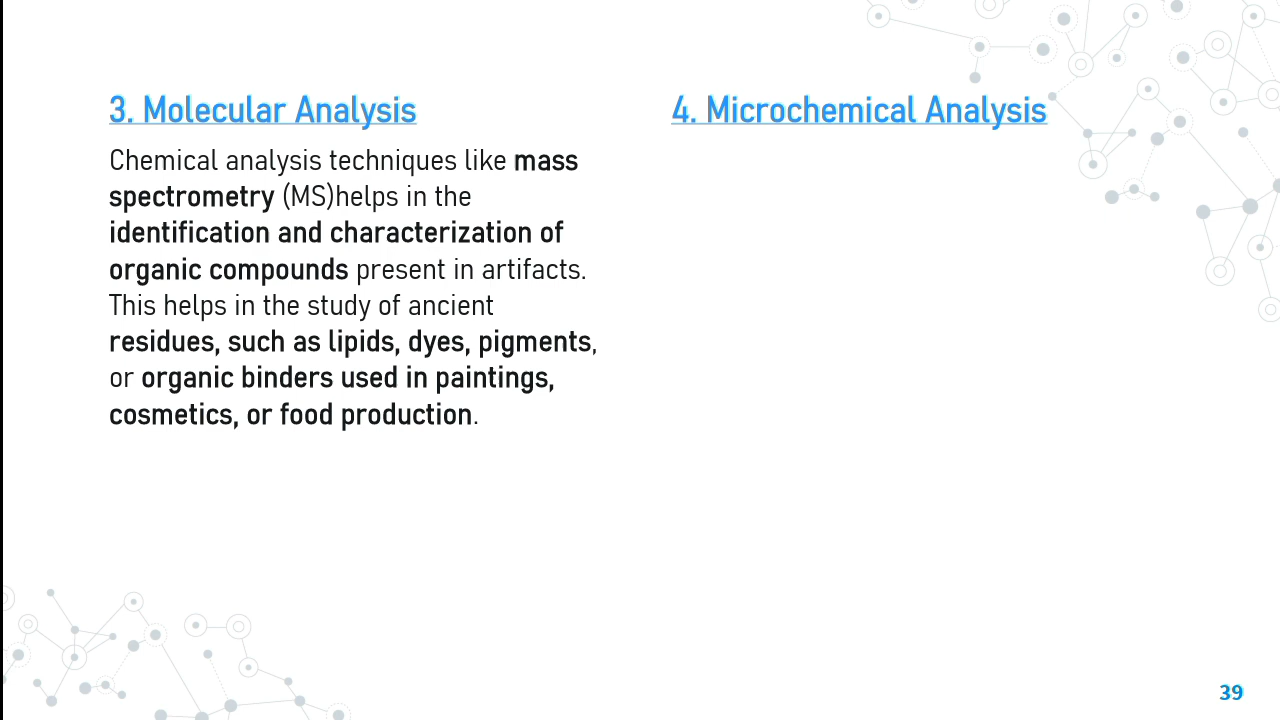 3. Molecular Analysis
Chemical analysis techniques like mass
spectrometry (MS)helps in the
identification and characterization of
organic compounds present in artifacts.
This helps in the study of ancient
residues, such as lipids, dyes, pigments,
or organic binders used in paintings,
cosmetics, or food production.
4. Microchemical Analysis
39